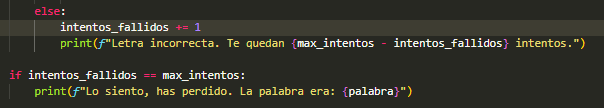 else:
intentos_fallidos += 1
print(f"Letra incorrecta. Te quedan {max_intentos - intentos_fallidos} intentos.")
if intentos_fallidos == max_intentos:
print(f"Lo siento, has perdido. La palabra era: {palabra}")